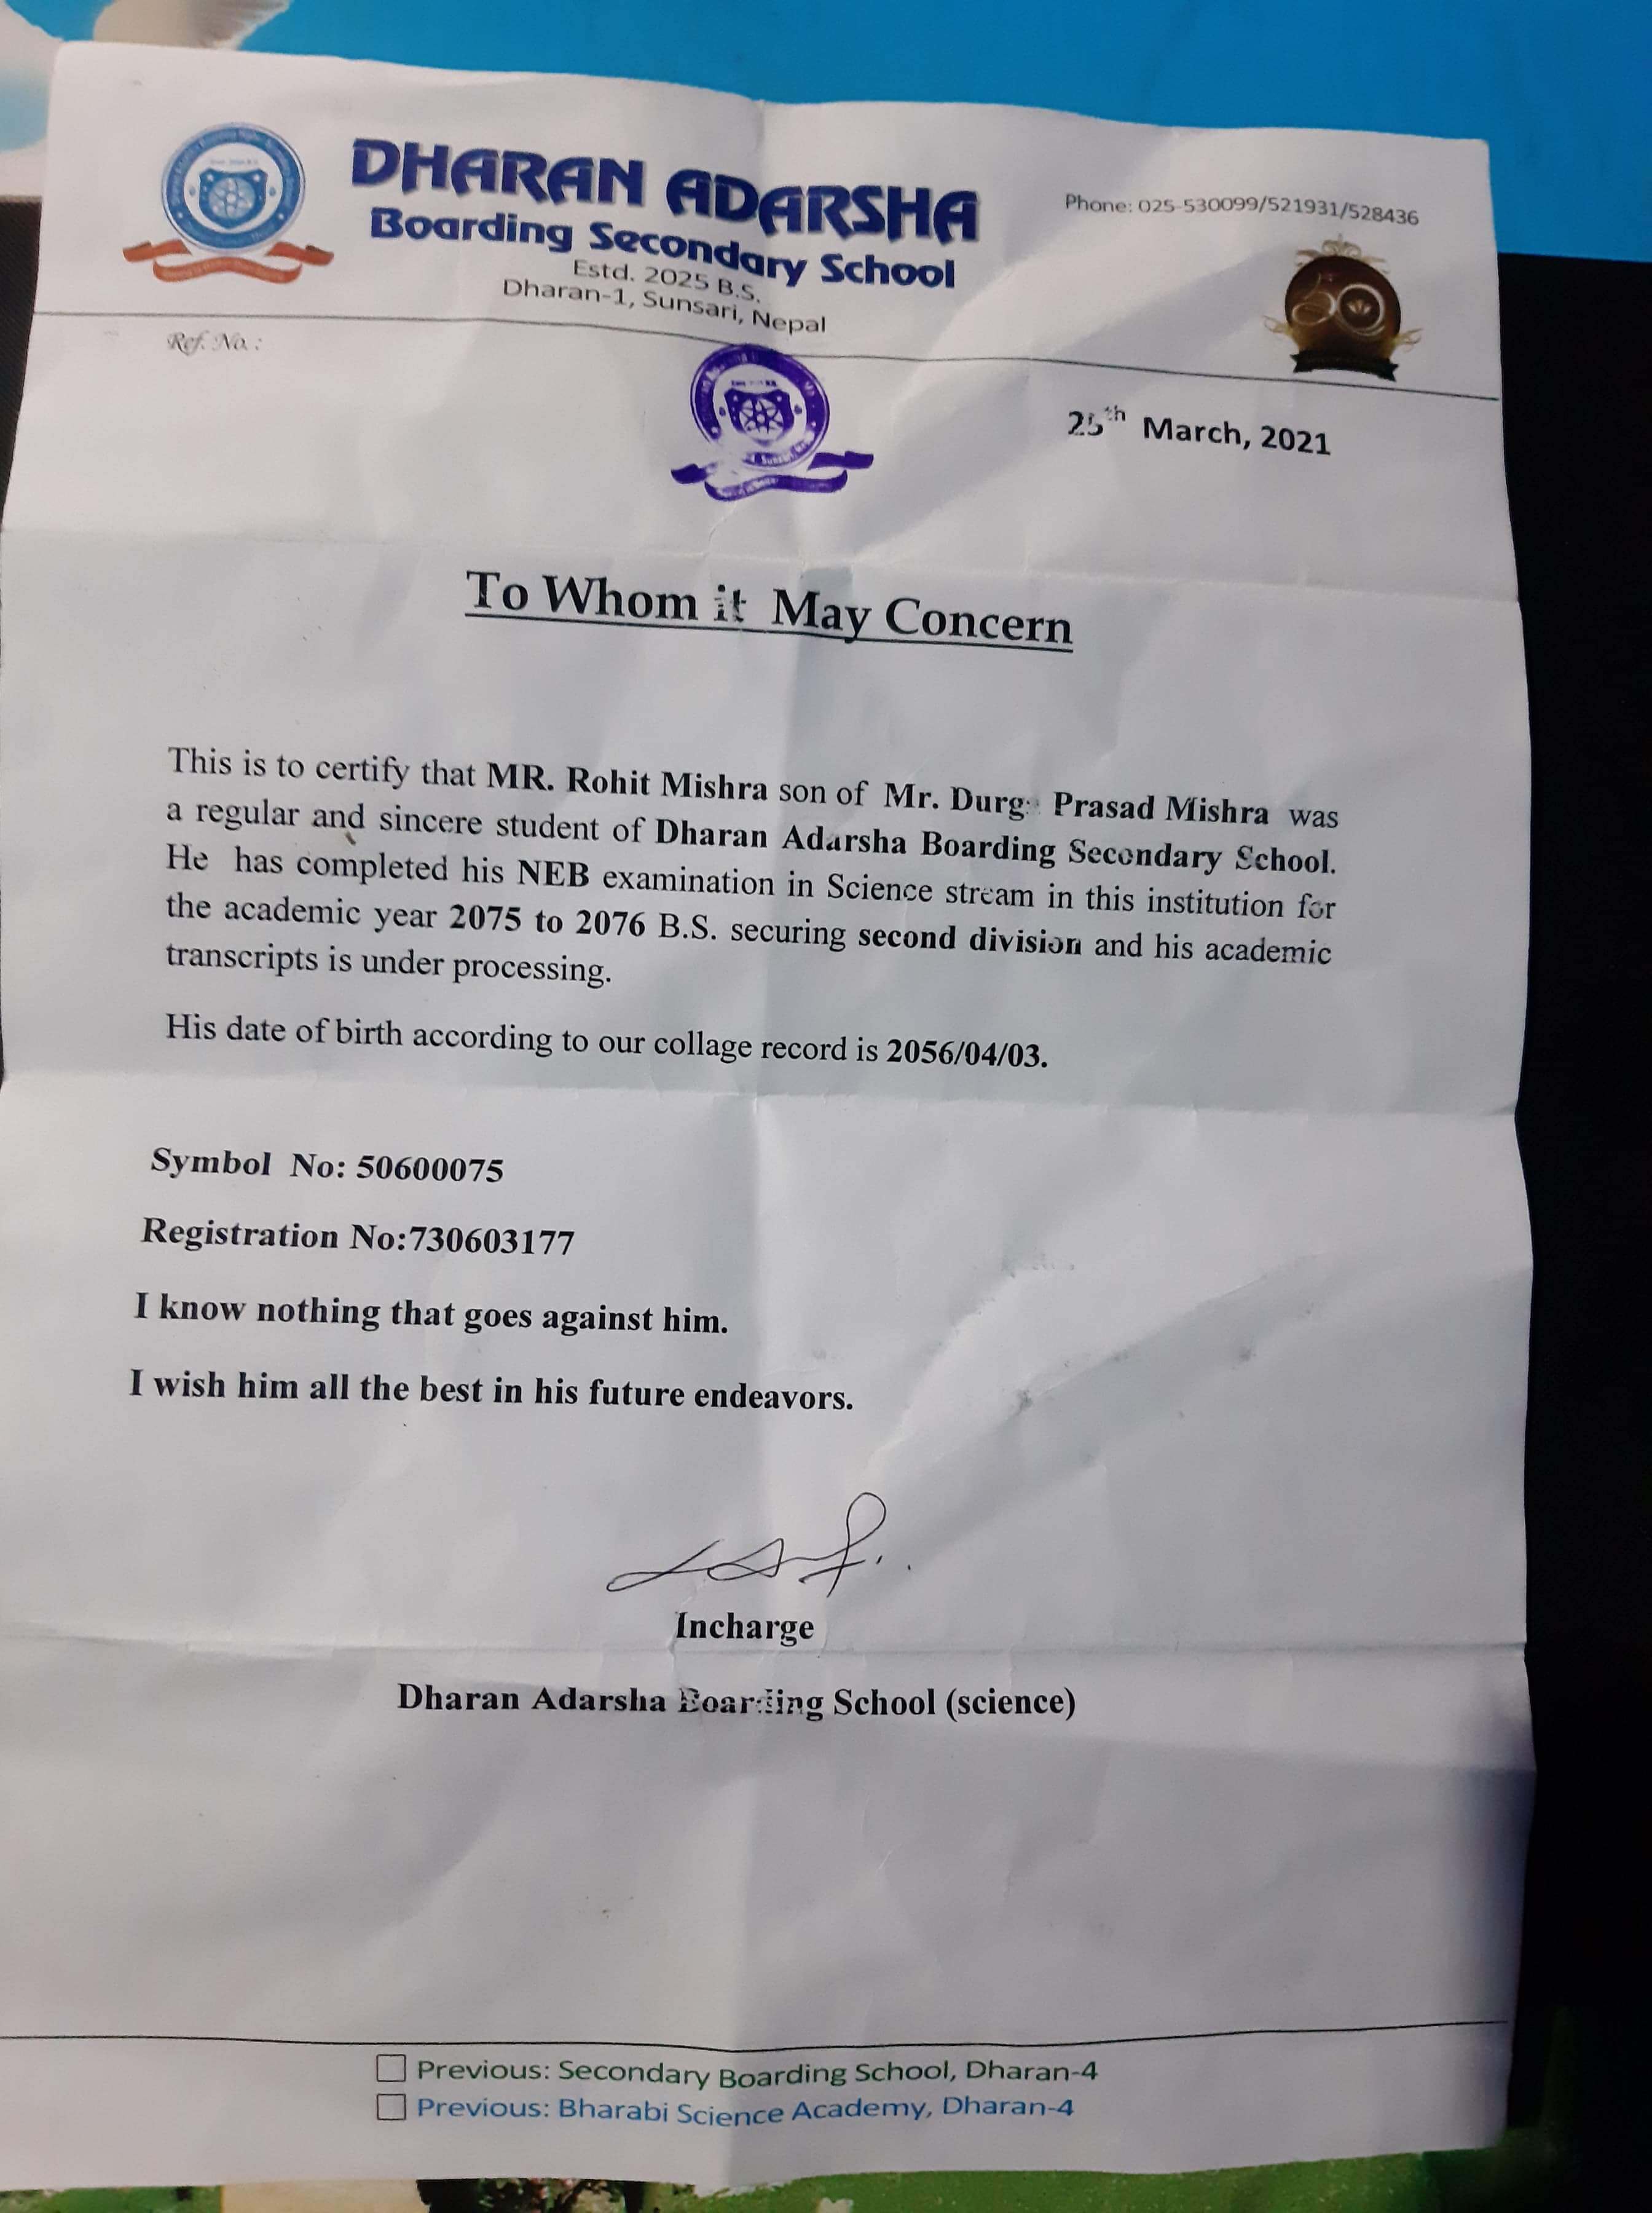 DHARAN ADARSHA
Boarding Secondary School
Estd. 2025 B.S.
Dharan-1, Sunsari, Nepal
Phone: 025-530099/521931/528436
50
Ref. No. :
25th March, 2021
To Whom it May Concern
This is to certify that MR. Rohit Mishra son of Mr. Durg Prasad Mishra was
a regular and sincere student of Dharan Adarsha Boarding Secondary School.
He has completed his NEB examination in Science stream in this institution for
the academic year 2075 to 2076 B.S. securing second division and his academic
transcripts is under processing.
His date of birth according to our collage record is 2056/04/03.
Symbol No: 50600075
Registration No:730603177
I know nothing that goes against him.
I wish him all the best in his future endeavors.
Incharge
Dharan Adarsha Boarding School (science)
Previous: Secondary Boarding School, Dharan-4
Previous: Bharabi Science Academy, Dharan-4